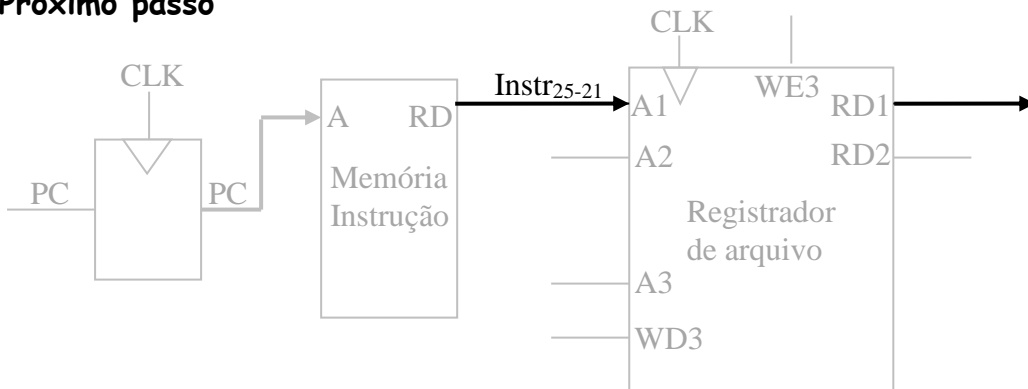 Próximo passo
CLK
PC
PC
A
RD
Memória
Instrução
Instr25-21
CLK
WE3
A1
RD1
A2
RD2
Registrador
de arquivo
A3
WD3